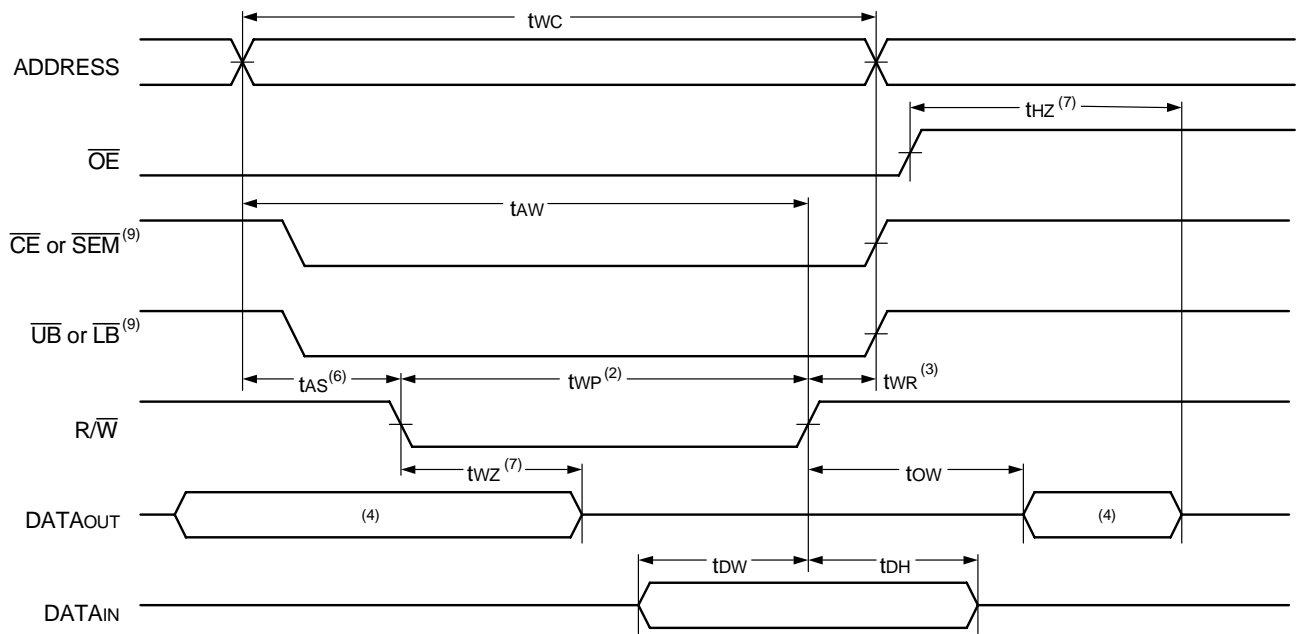 tWC
ADDRESS
tHZ (7)
OE
tAW
CE or SEM (9)
UB or LB (9)
tAS (6) tWP (2) tWR (3)
R/W
tWZ (7) tOW
DATAOUT (4) (4)
tDW tDH
DATAIN